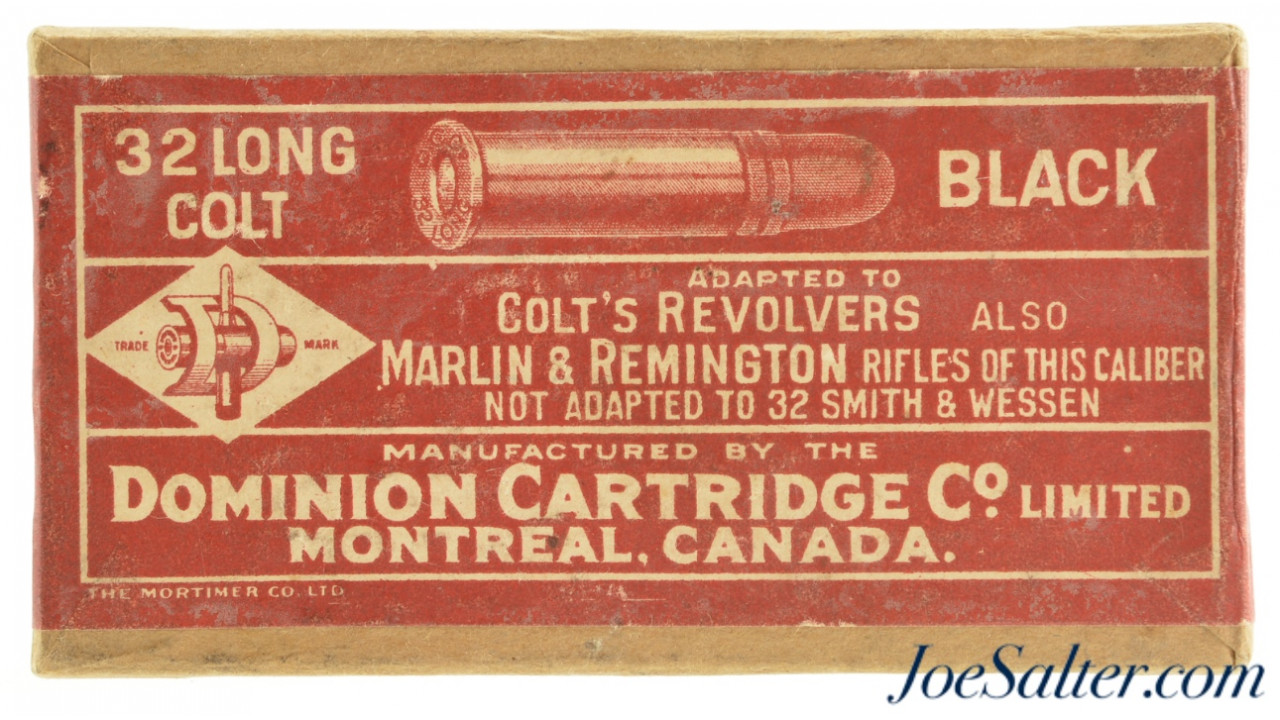 32 LONG
COLT
BLACK
TRADE MARK
ADAPTED TO
COLT'S REVOLVERS ALSO
MARLIN & REMINGTON RIFLE'S OF THIS CALIBER
NOT ADAPTED TO 32 SMITH & WESSEN
MANUFACTURED BY THE
DOMINION CARTRIDGE CO. LIMITED
MONTREAL, CANADA.
THE MORTIMER CO. LTD
JoeSalter.com